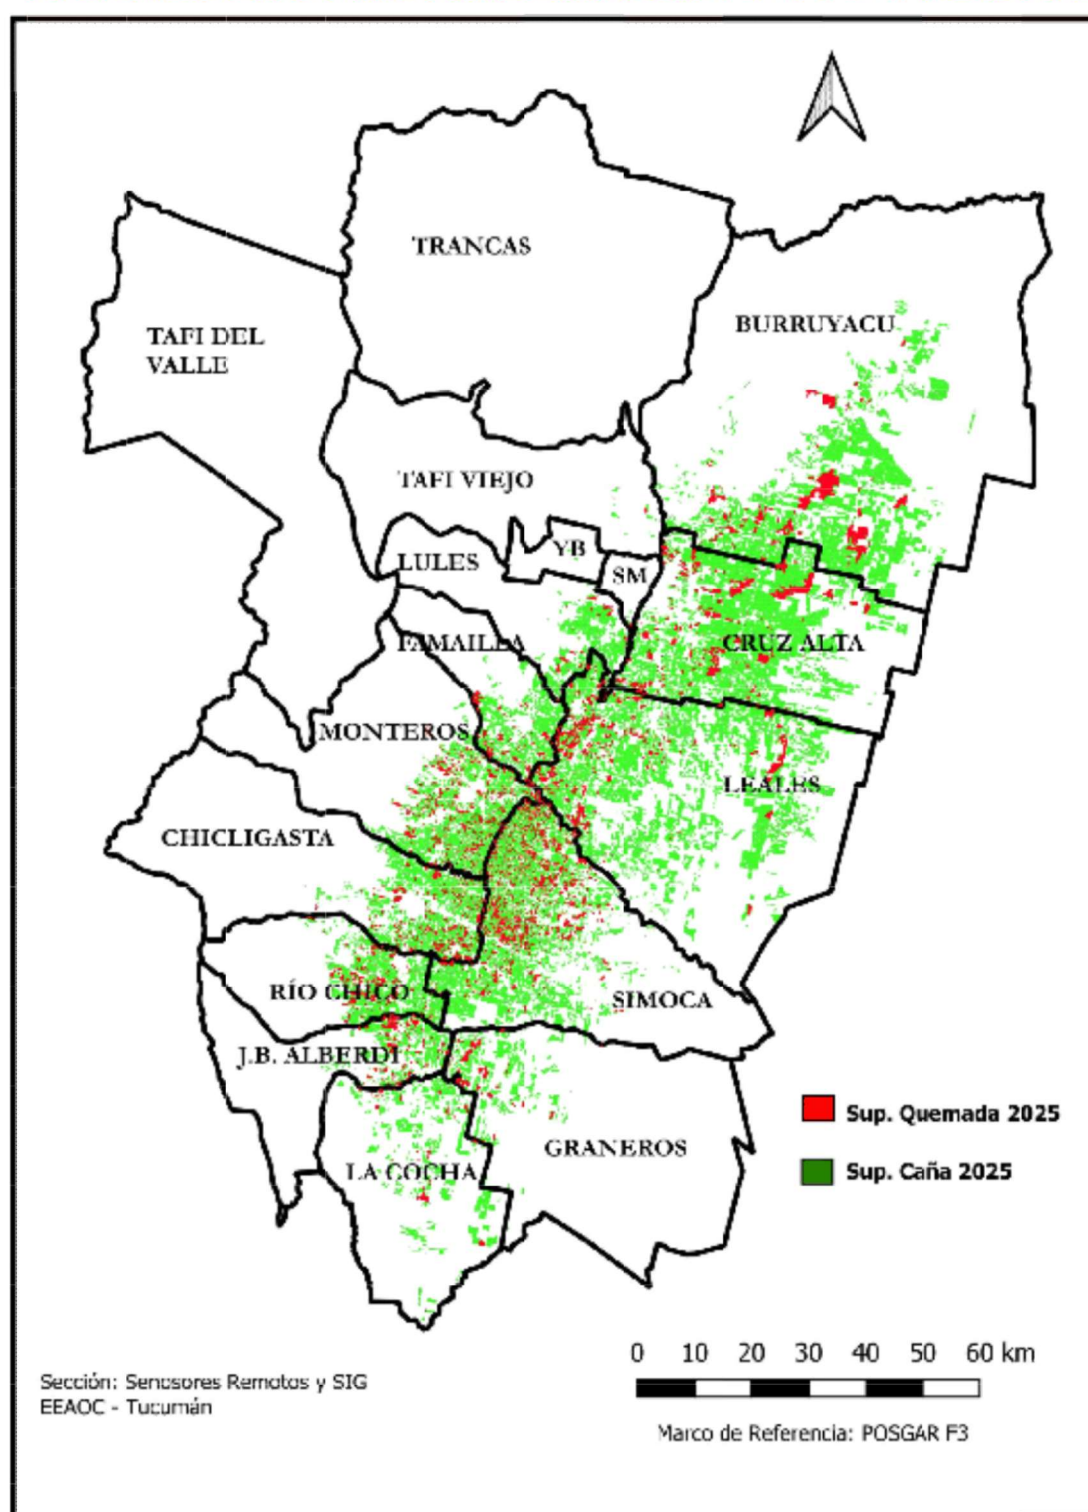 TRANCAS
BURRUYACU
TAFI DEL
VALLE
TAFI VIEJO
YB
LULES
SM
FAMAILLA
CRUZ ALTA
MONTEROS
LEALES
CHICLIGASTA
RÍO CHICO
SIMOCA
J.B. ALBERDI
GRANEROS
LA COCHA
Sup. Quemada 2025
Sup. Caña 2025
0 10 20 30 40 50 60 km
Sección: Senosores Remotos y SIG
EEAOC - Tucumán
Marco de Referencia: POSGAR F3